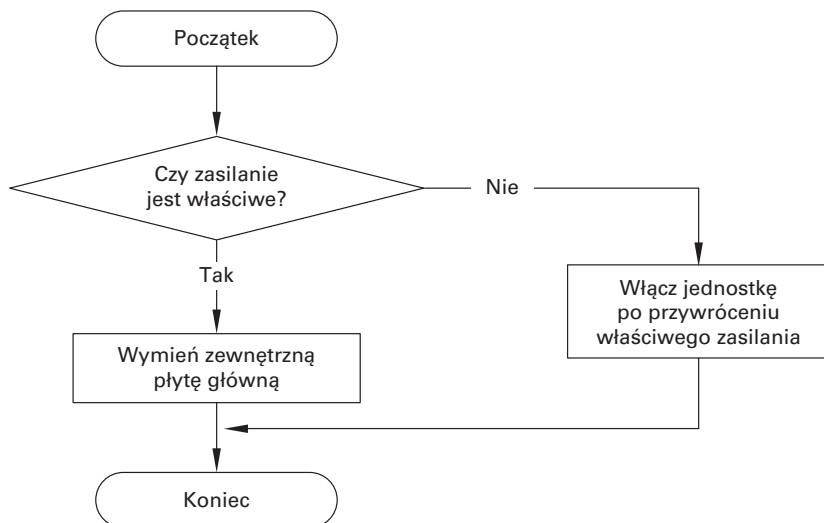 Początek
Czy zasilanie
jest właściwe?
Nie
Tak
Włącz jednostkę
po przywróceniu
właściwego zasilania
Wymień zewnętrzną
płytę główną
Koniec